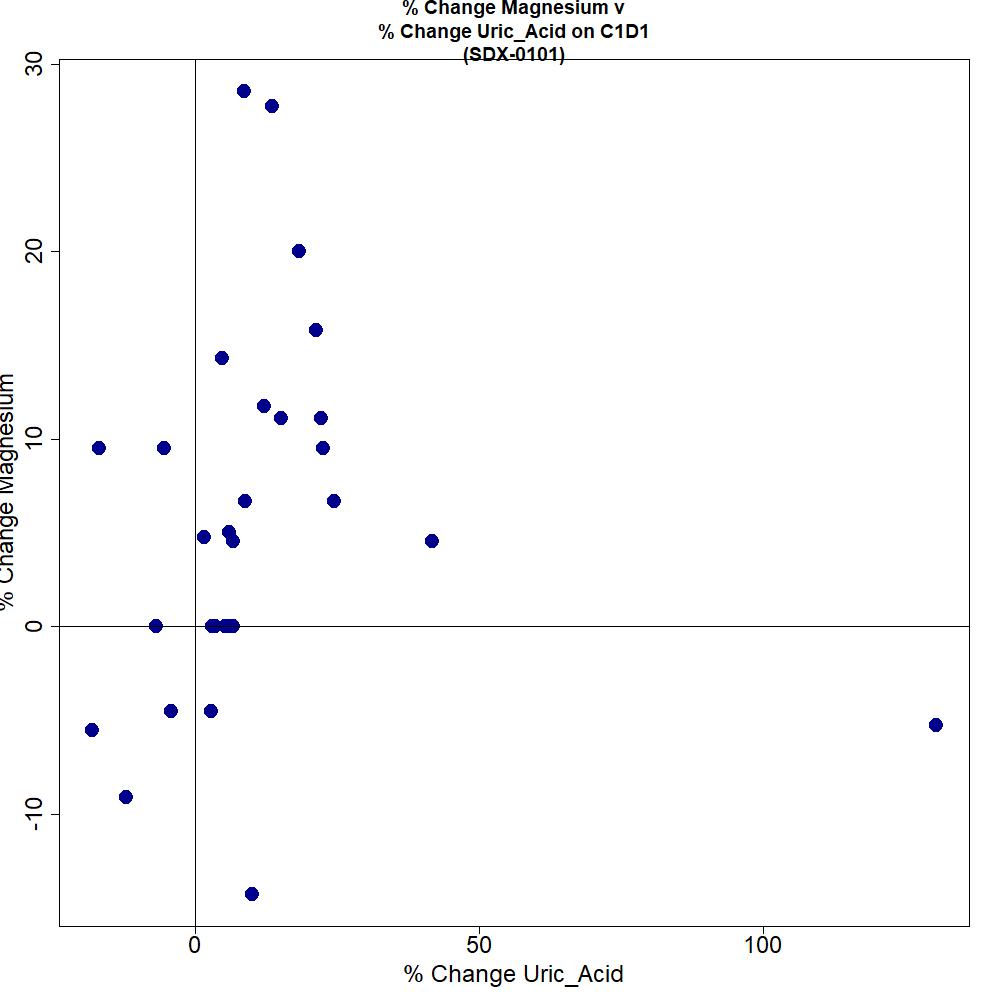 % Change Magnesium v
% Change Uric_Acid on C1D1
(SDX-0101)
30
20
10
0
-10
% Change Magnesium
0
50
100
% Change Uric_Acid